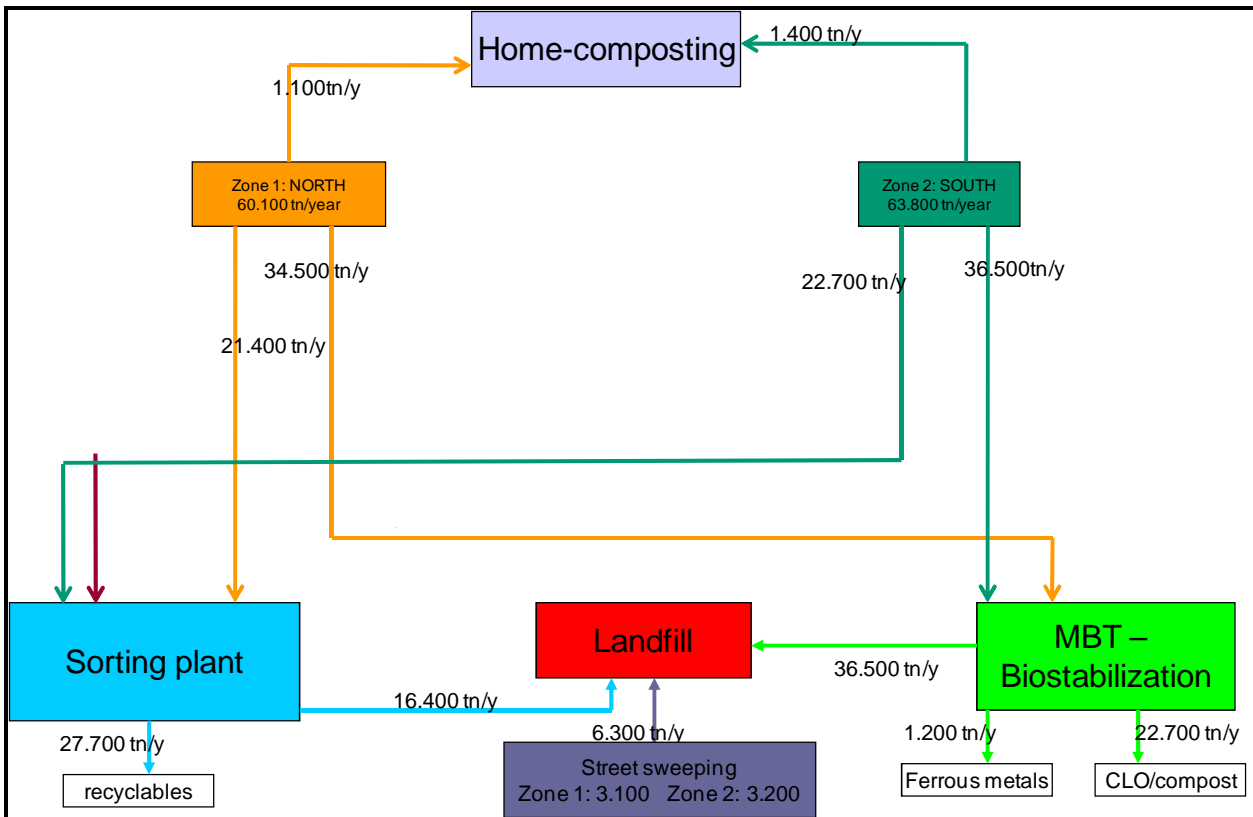 Home-composting
1.400 tn/y
1.100tn/y
Zone 1: NORTH
60.100 tn/year
Zone 2: SOUTH
63.800 tn/year
34.500 tn/y
22.700 tn/y
36.500tn/y
21.400 tn/y
Sorting plant
Landfill
MBT –
Biostabilization
36.500 tn/y
16.400 tn/y
27.700 tn/y
6.300 tn/y
1.200 tn/y
22.700 tn/y
Street sweeping
Zone 1: 3.100 Zone 2: 3.200
recyclables
Ferrous metals
CLO/compost